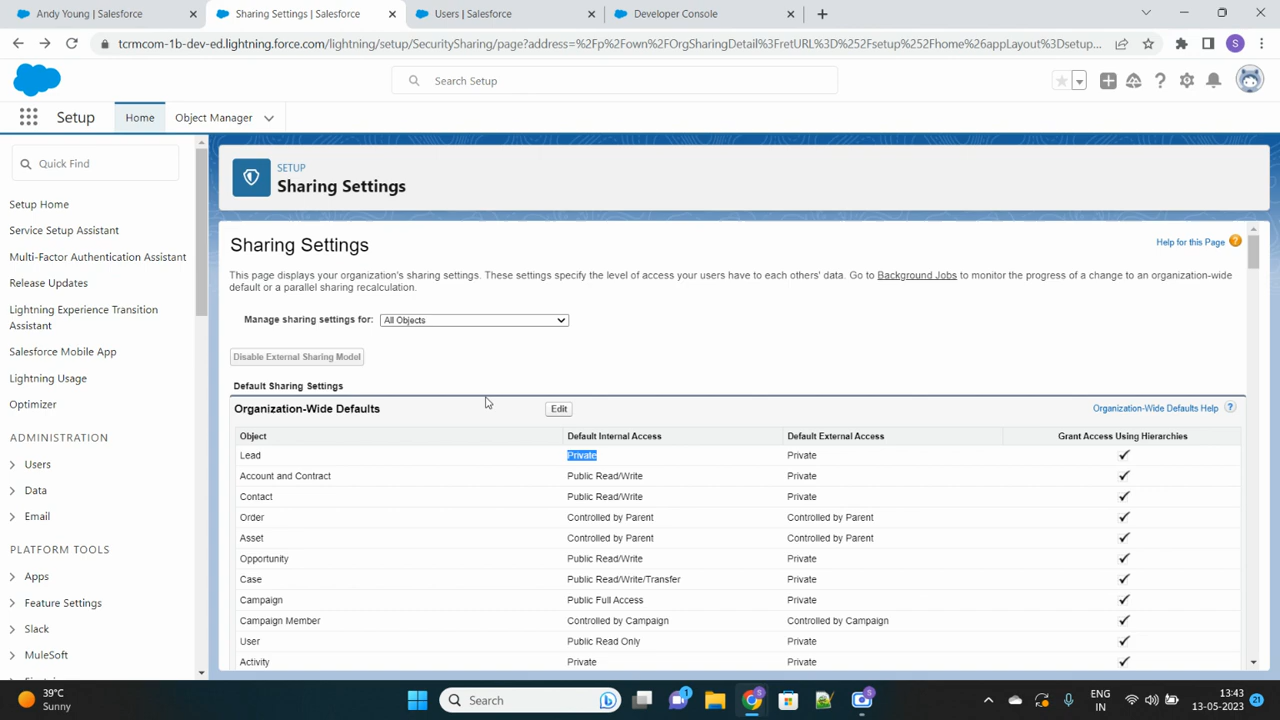 Andy Young | Salesforce
Sharing Settings | Salesforce
Users | Salesforce
Developer Console
tcrmcom-1b-dev-ed.lightning.force.com/lightning/setup/SecuritySharing/page?address=%2Fp%2Fown%2FOrgSharingDetail%3FretURL%3D%252Fsetup%252Fhome%26appLayout%3Dsetup...
S
Search Setup
Setup
Home
Object Manager
Quick Find
Setup Home
Service Setup Assistant
Multi-Factor Authentication Assistant
Release Updates
Lightning Experience Transition
Assistant
Salesforce Mobile App
Lightning Usage
Optimizer
ADMINISTRATION
Users
Data
Email
PLATFORM TOOLS
Apps
Feature Settings
Slack
MuleSoft
SETUP
Sharing Settings
Sharing Settings
Help for this Page
This page displays your organization's sharing settings. These settings specify the level of access your users have to each others' data. Go to Background Jobs to monitor the progress of a change to an organization-wide
default or a parallel sharing recalculation.
Manage sharing settings for: All Objects
Disable External Sharing Model
Default Sharing Settings
Organization-Wide Defaults Edit Organization-Wide Defaults Help ?
Object Default Internal Access Default External Access Grant Access Using Hierarchies
Lead Private Private ✓
Account and Contract Public Read/Write Private ✓
Contact Public Read/Write Private ✓
Order Controlled by Parent Controlled by Parent ✓
Asset Controlled by Parent Controlled by Parent ✓
Opportunity Public Read/Write Private ✓
Case Public Read/Write/Transfer Private ✓
Campaign Public Full Access Private ✓
Campaign Member Controlled by Campaign Controlled by Campaign ✓
User Public Read Only Private ✓
Activity Private Private ✓
39°C
Sunny
Search
1
ENG
IN
13:43
13-05-2023
21